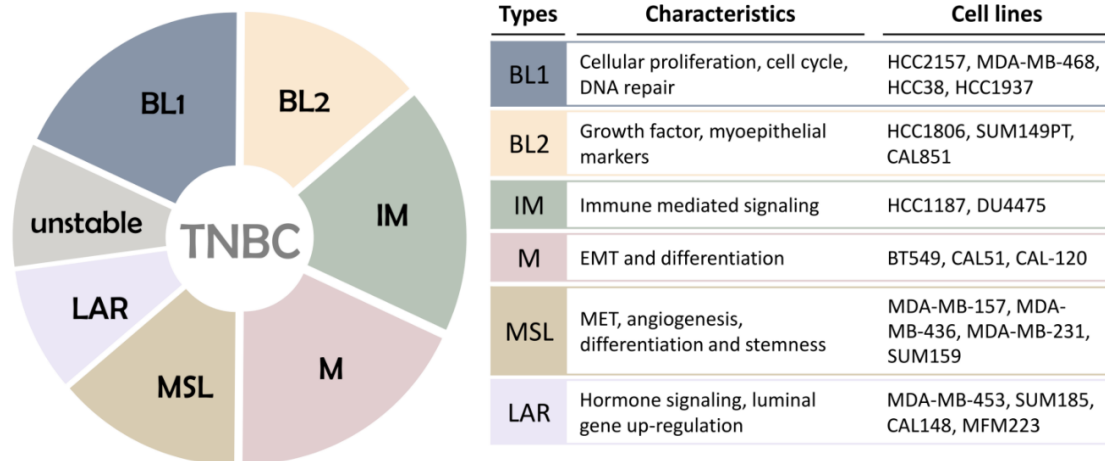 BL1
BL2
IM
M
MSL
LAR
unstable
TNBC
Types Characteristics Cell lines
BL1
Cellular proliferation, cell cycle,
DNA repair
HCC2157, MDA-MB-468,
HCC38, HCC1937
BL2
Growth factor, myoepithelial
markers
HCC1806, SUM149PT,
CAL851
IM
Immune mediated signaling
HCC1187, DU4475
M
EMT and differentiation
BT549, CAL51, CAL-120
MSL
MET, angiogenesis,
differentiation and stemness
MDA-MB-157, MDA-
MB-436, MDA-MB-231,
SUM159
LAR
Hormone signaling, luminal
gene up-regulation
MDA-MB-453, SUM185,
CAL148, MFM223